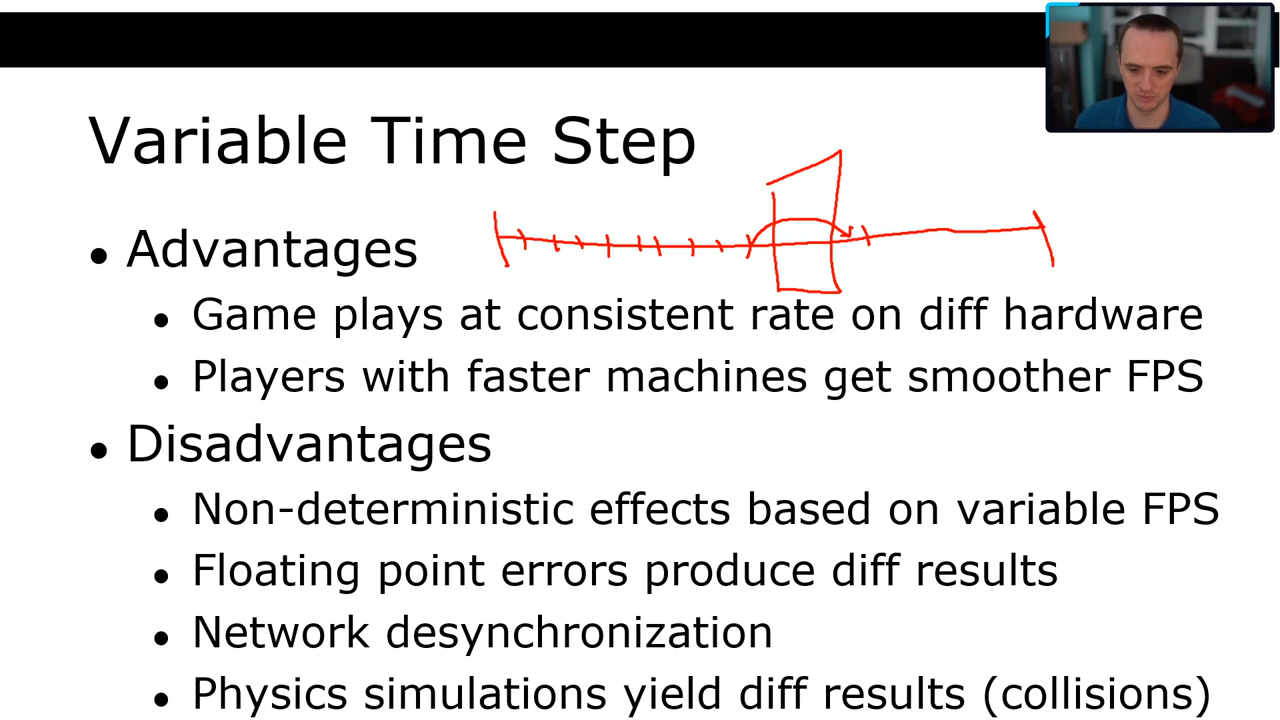 Variable Time Step
● Advantages
● Game plays at consistent rate on diff hardware
● Players with faster machines get smoother FPS
● Disadvantages
● Non-deterministic effects based on variable FPS
● Floating point errors produce diff results
● Network desynchronization
● Physics simulations yield diff results (collisions)